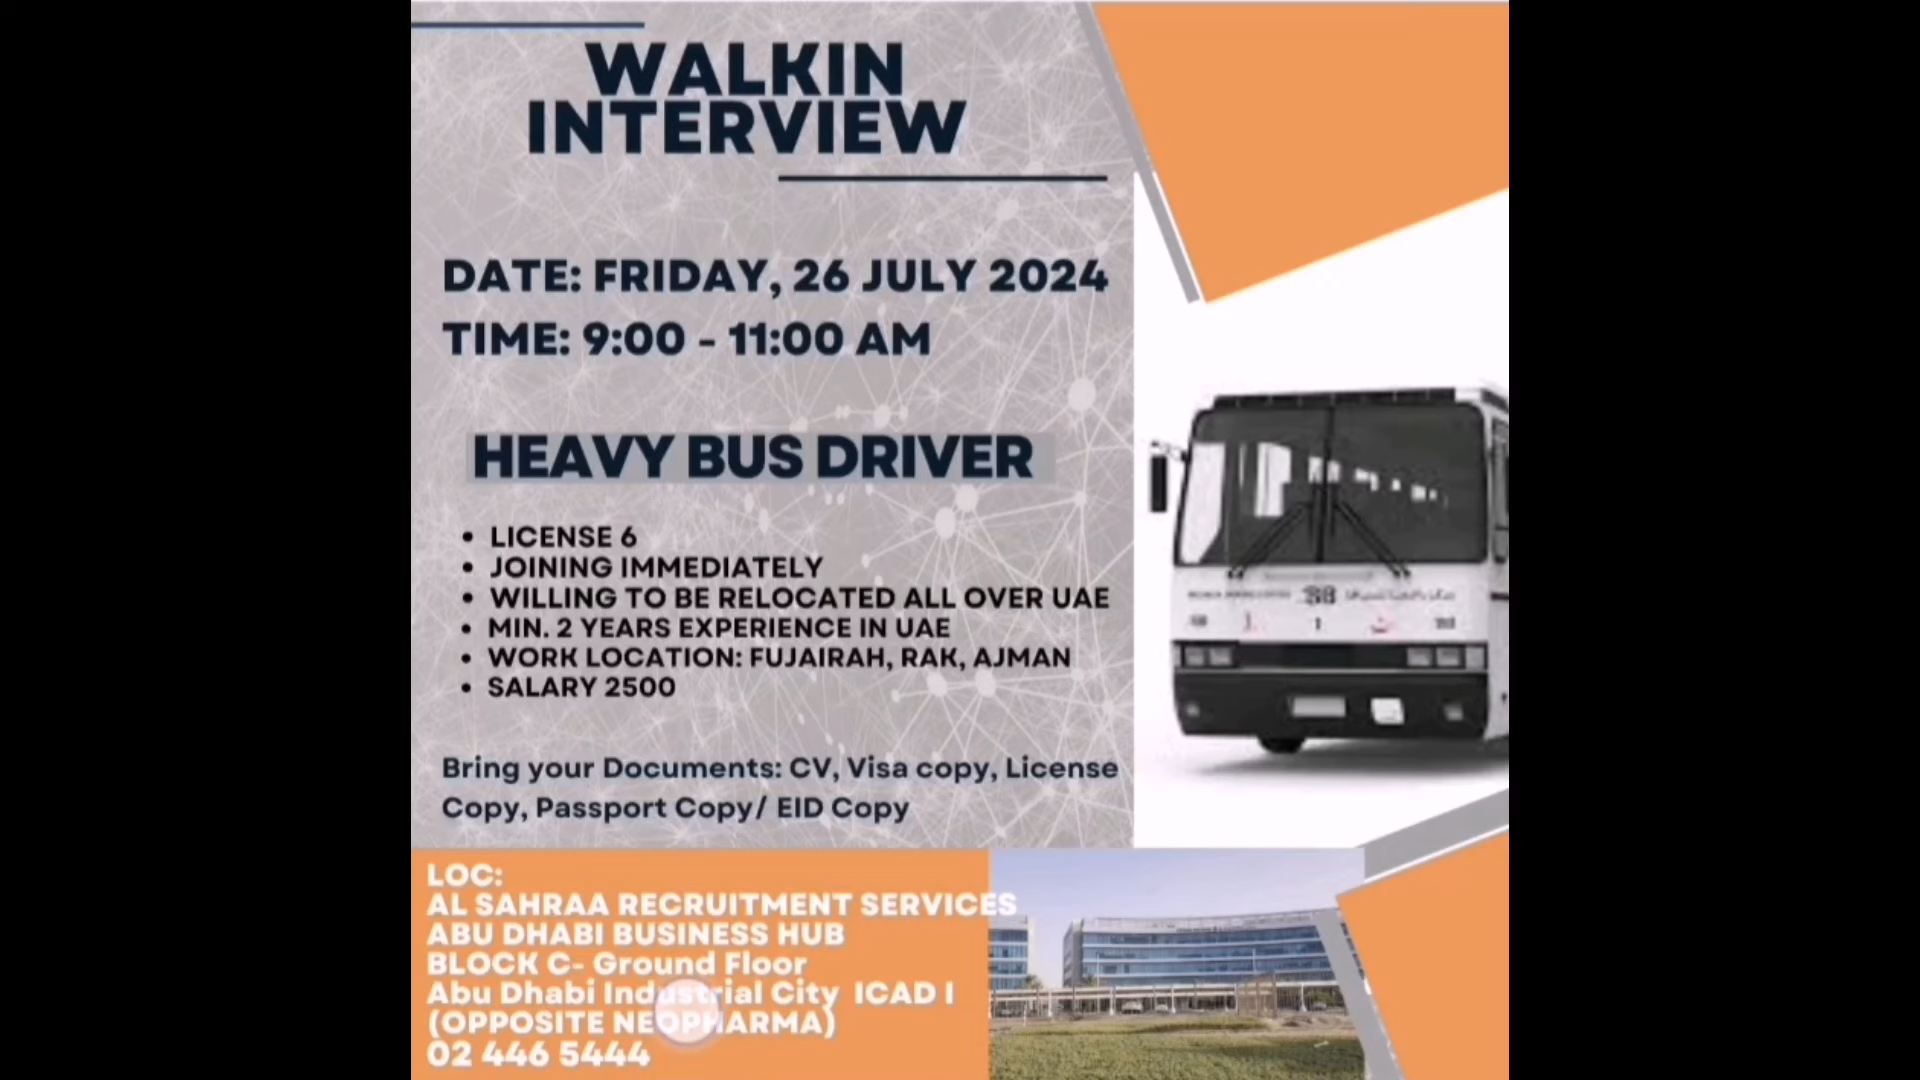 WALKIN
INTERVIEW
DATE: FRIDAY, 26 JULY 2024
TIME: 9:00 - 11:00 AM
HEAVY BUS DRIVER
• LICENSE 6
• JOINING IMMEDIATELY
• WILLING TO BE RELOCATED ALL OVER UAE
• MIN. 2 YEARS EXPERIENCE IN UAE
• WORK LOCATION: FUJAIRAH, RAK, AJMAN
• SALARY 2500
Bring your Documents: CV, Visa copy, License
Copy, Passport Copy/ EID Copy
LOC:
AL SAHRAA RECRUITMENT SERVICES
ABU DHABI BUSINESS HUB
BLOCK C- Ground Floor
Abu Dhabi Industrial City ICAD I
(OPPOSITE NEOPHARMA)
02 446 5444